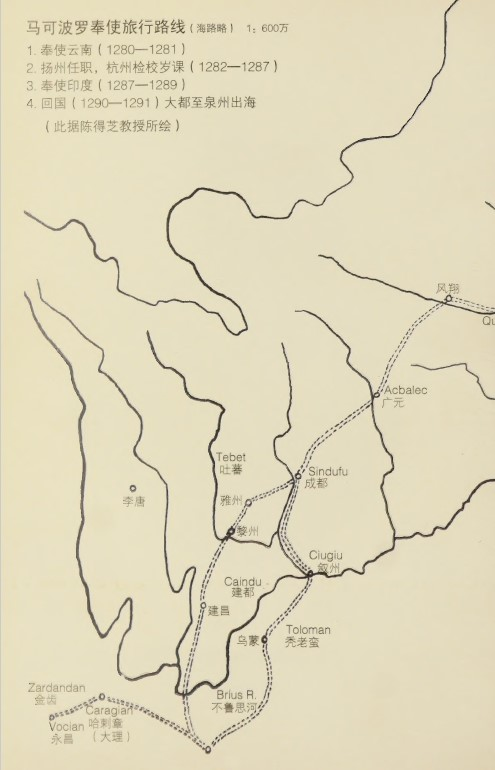 马可波罗奉使旅行路线（海路略） 1：600万
1. 奉使云南（1280—1281）
2. 扬州任职，杭州检校岁课（1282—1287）
3. 奉使印度（1287—1289）
4. 回国（1290—1291）大都至泉州出海
（此据陈得芝教授所绘）
风翔
Qu
Acbalec
广元
Tebet
吐蕃
Sindufu
成都
李唐
雅州
黎州
Ciugiu
叙州
Caindu
建都
建昌
Toloman
秃老蛮
乌蒙
Zardandan
金齿
Brius R.
不鲁思河
Caragian
哈剌章
（大理）
Vocian
永昌